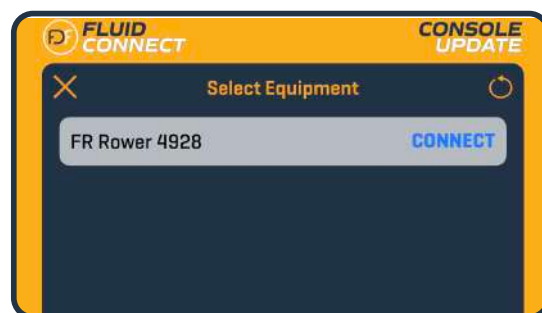 FLUID
CONNECT
CONSOLE
UPDATE
Select Equipment
FR Rower 4928 CONNECT